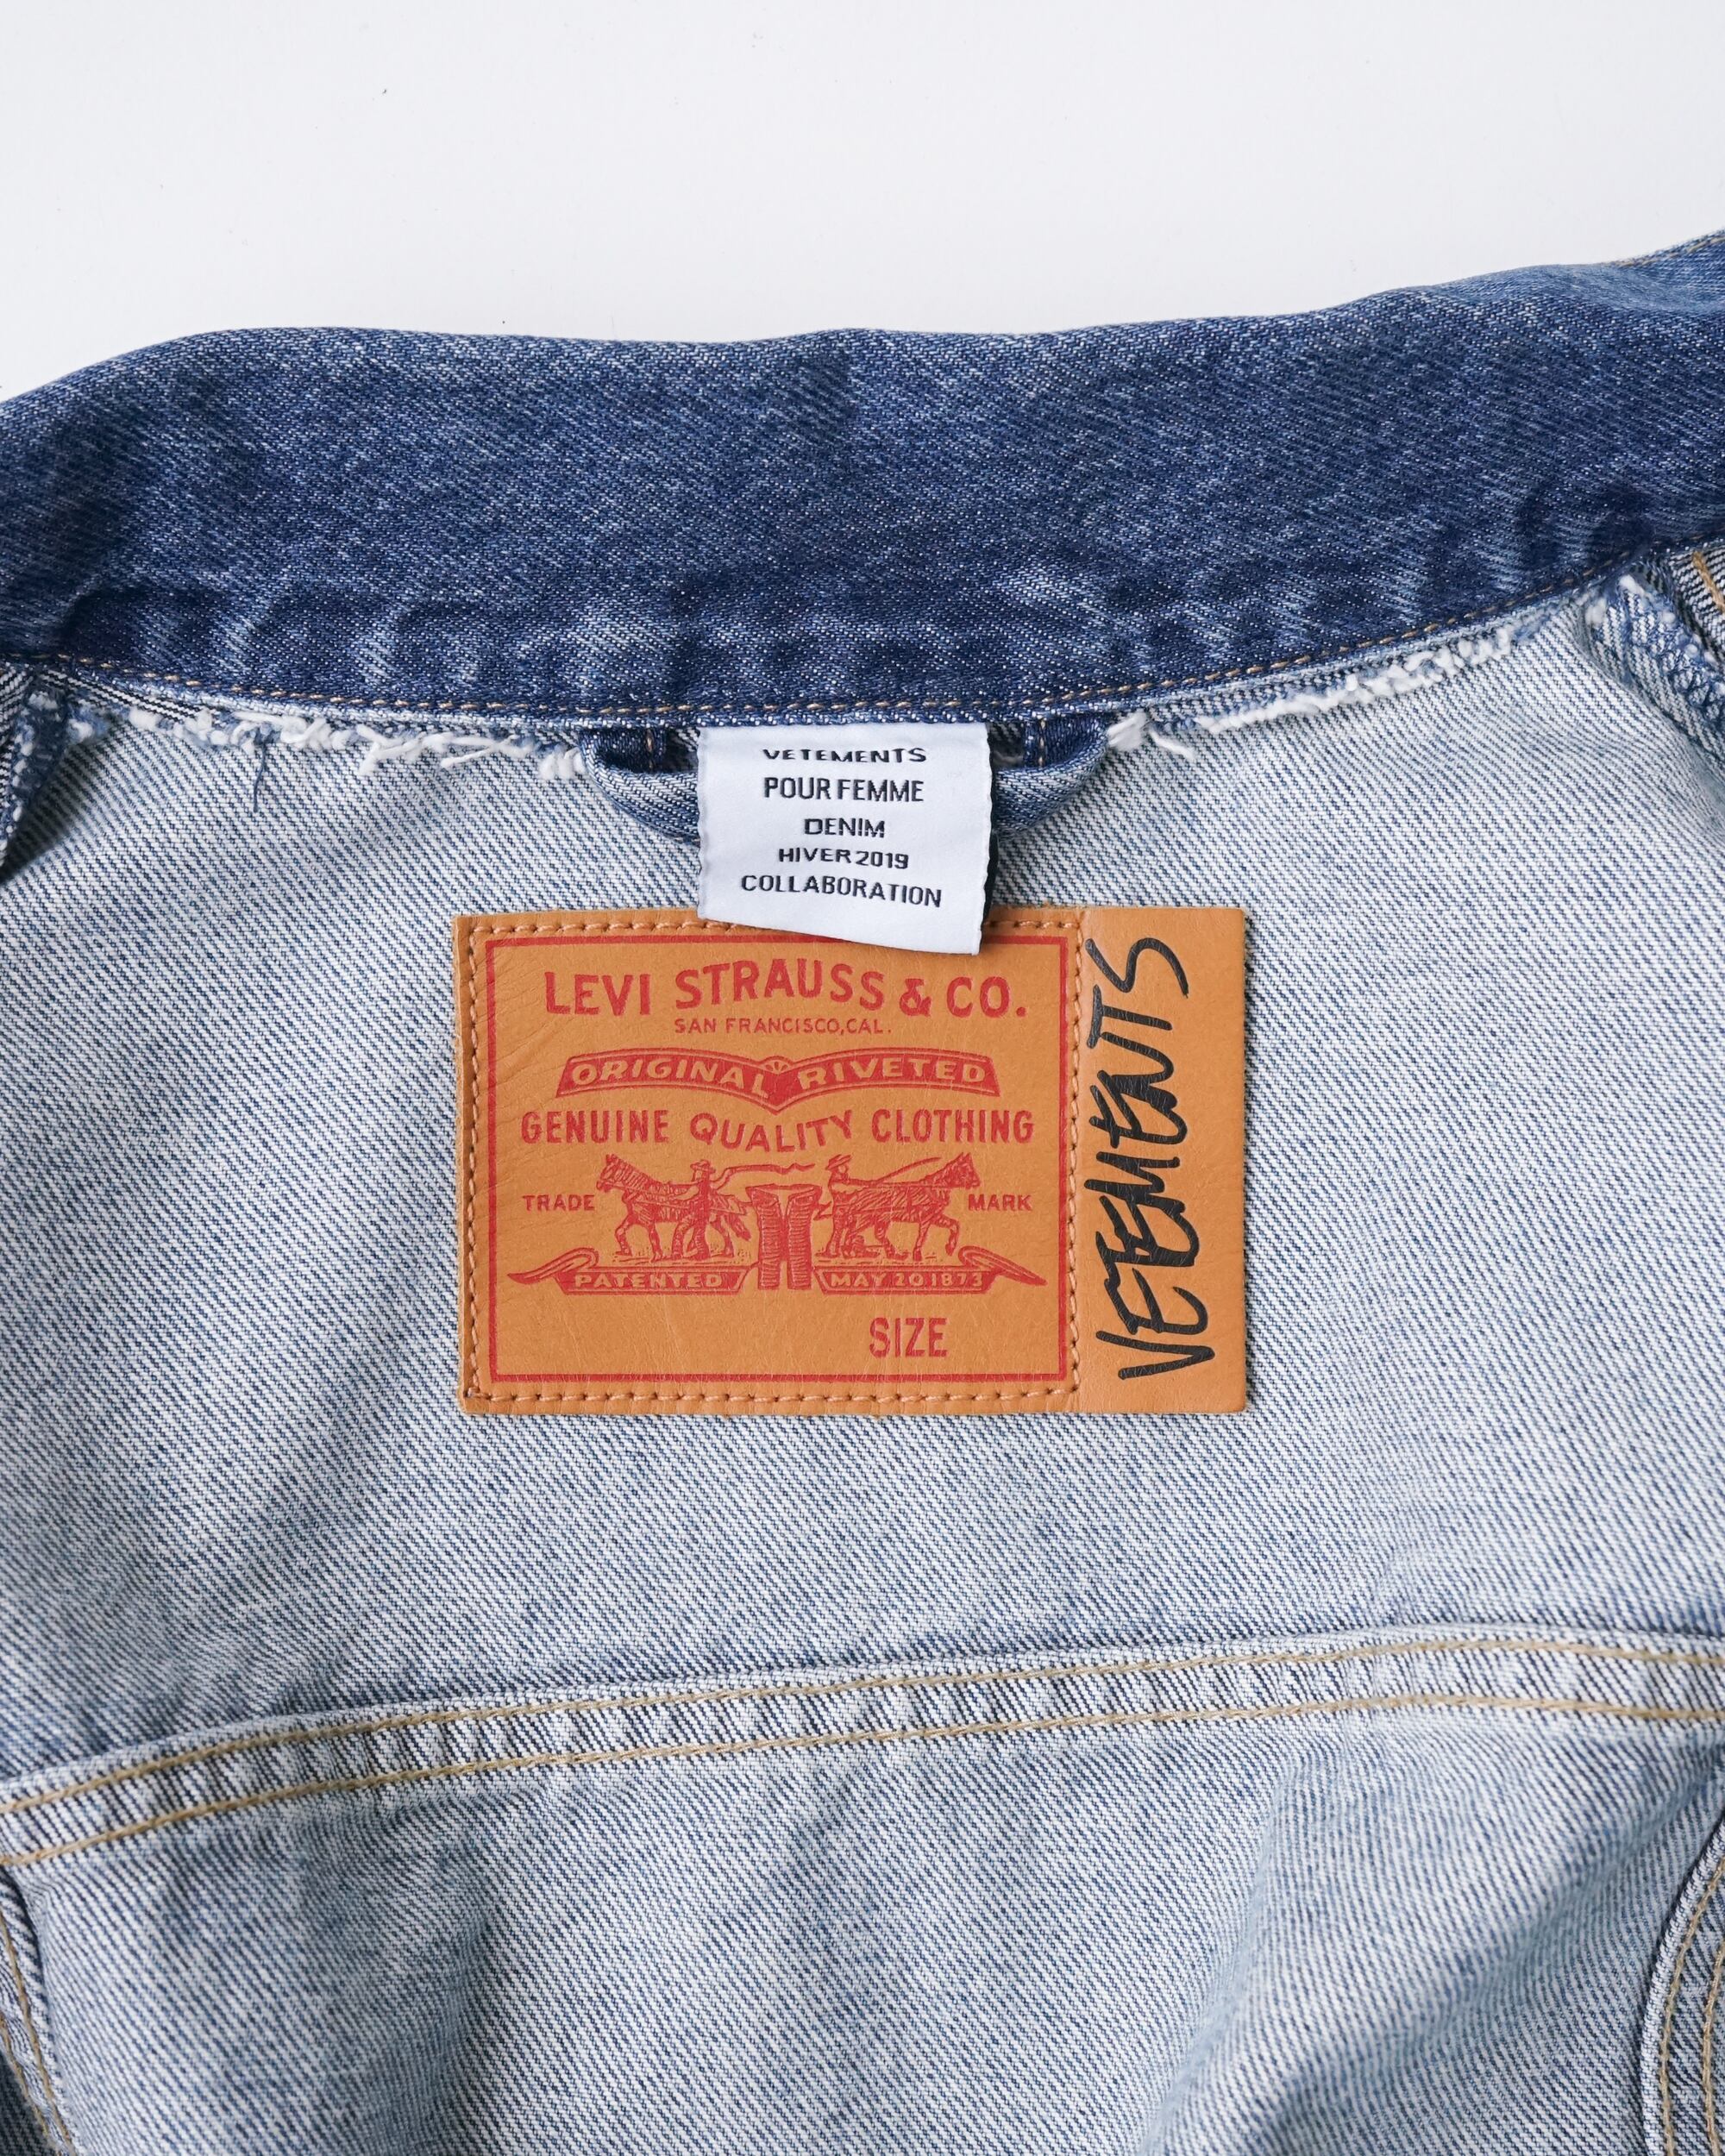 VETEMENTS
POUR FEMME
DENIM
HIVER 2019
COLLABORATION
LEVI STRAUSS & CO.
SAN FRANCISCO, CAL.
ORIGINAL RIVETED
GENUINE QUALITY CLOTHING
TRADE MARK
PATENTED MAY 20 1873
SIZE
VETEMENTS